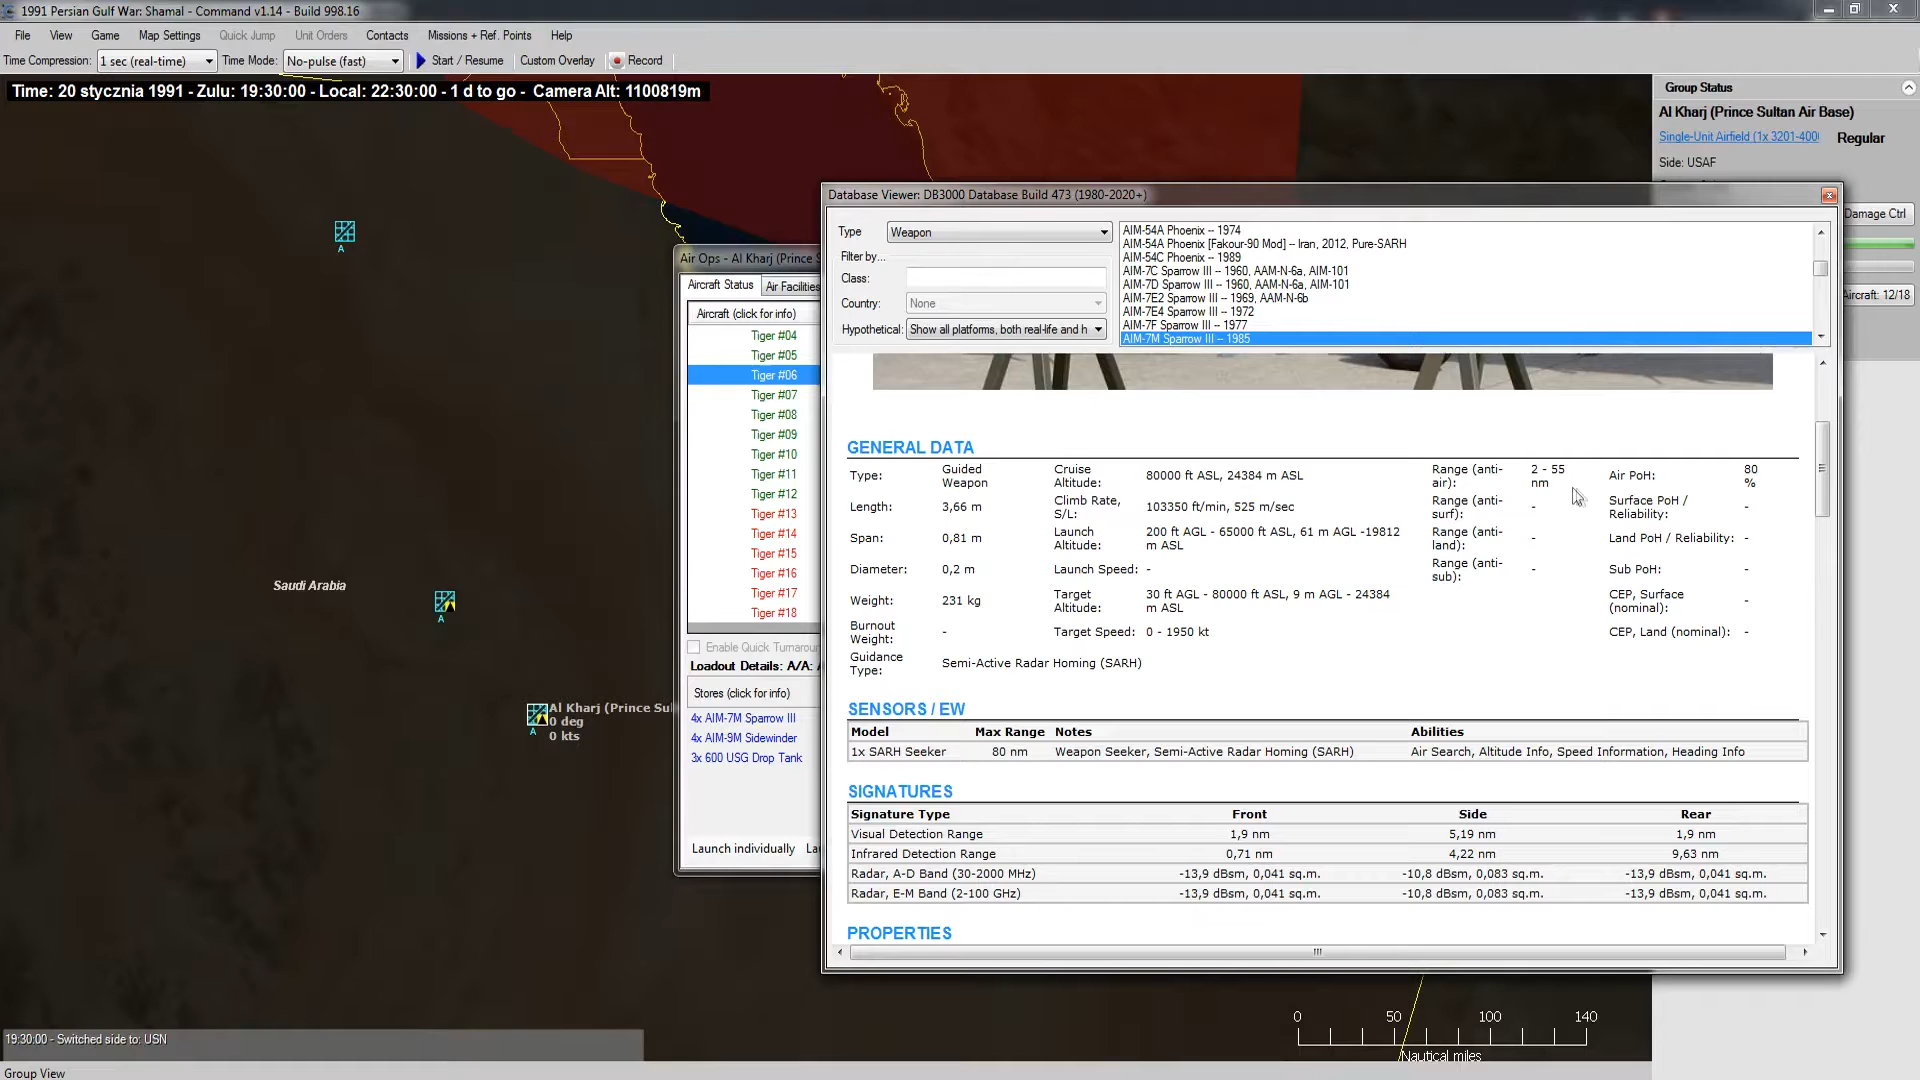 1991 Persian Gulf War: Shamal - Command v1.14 - Build 998.16
File View Game Map Settings Quick Jump Unit Orders Contacts Missions + Ref. Points Help
Time Compression: 1 sec (real-time) Time Mode: No-pulse (fast) Start / Resume Custom Overlay Record
Time: 20 stycznia 1991 - Zulu: 19:30:00 - Local: 22:30:00 - 1 d to go - Camera Alt: 1100819m
Group Status
Al Kharj (Prince Sultan Air Base)
Single-Unit Airfield (1x 3201-400 Regular
Side: USAF
Damage Ctrl
Aircraft: 12/18
A
Saudi Arabia
A
Al Kharj (Prince Sul
0 deg
0 kts
A
Air Ops - Al Kharj (Prince S
Aircraft Status Air Facilities
Aircraft (click for info)
Tiger #04
Tiger #05
Tiger #06
Tiger #07
Tiger #08
Tiger #09
Tiger #10
Tiger #11
Tiger #12
Tiger #13
Tiger #14
Tiger #15
Tiger #16
Tiger #17
Tiger #18
Enable Quick Turnaroun
Loadout Details: A/A: A
Stores (click for info)
4x AIM-7M Sparrow III
4x AIM-9M Sidewinder
3x 600 USG Drop Tank
Launch individually Lau
Database Viewer: DB3000 Database Build 473 (1980-2020+)
Type Weapon
Filter by...
Class:
Country: None
Hypothetical: Show all platforms, both real-life and h
AIM-54A Phoenix -- 1974
AIM-54A Phoenix [Fakour-90 Mod] -- Iran, 2012, Pure-SARH
AIM-54C Phoenix -- 1989
AIM-7C Sparrow III -- 1960, AAM-N-6a, AIM-101
AIM-7D Sparrow III -- 1960, AAM-N-6a, AIM-101
AIM-7E2 Sparrow III -- 1969, AAM-N-6b
AIM-7E4 Sparrow III -- 1972
AIM-7F Sparrow III -- 1977
AIM-7M Sparrow III -- 1985
GENERAL DATA
Type: Guided Weapon
Length: 3,66 m
Span: 0,81 m
Diameter: 0,2 m
Weight: 231 kg
Burnout Weight: -
Guidance Type: Semi-Active Radar Homing (SARH)
Cruise Altitude: 80000 ft ASL, 24384 m ASL
Climb Rate, S/L: 103350 ft/min, 525 m/sec
Launch Altitude: 200 ft AGL - 65000 ft ASL, 61 m AGL -19812 m ASL
Launch Speed: -
Target Altitude: 30 ft AGL - 80000 ft ASL, 9 m AGL - 24384 m ASL
Target Speed: 0 - 1950 kt
Range (anti-air): 2 - 55 nm
Range (anti-surf): -
Range (anti-land): -
Range (anti-sub): -
Air PoH: 80 %
Surface PoH / Reliability: -
Land PoH / Reliability: -
Sub PoH: -
CEP, Surface (nominal): -
CEP, Land (nominal): -
SENSORS / EW
Model Max Range Notes Abilities
1x SARH Seeker 80 nm Weapon Seeker, Semi-Active Radar Homing (SARH) Air Search, Altitude Info, Speed Information, Heading Info
SIGNATURES
Signature Type Front Side Rear
Visual Detection Range 1,9 nm 5,19 nm 1,9 nm
Infrared Detection Range 0,71 nm 4,22 nm 9,63 nm
Radar, A-D Band (30-2000 MHz) -13,9 dBsm, 0,041 sq.m. -10,8 dBsm, 0,083 sq.m. -13,9 dBsm, 0,041 sq.m.
Radar, E-M Band (2-100 GHz) -13,9 dBsm, 0,041 sq.m. -10,8 dBsm, 0,083 sq.m. -13,9 dBsm, 0,041 sq.m.
PROPERTIES
0 50 100 140
Nautical miles
19:30:00 - Switched side to: USN
Group View